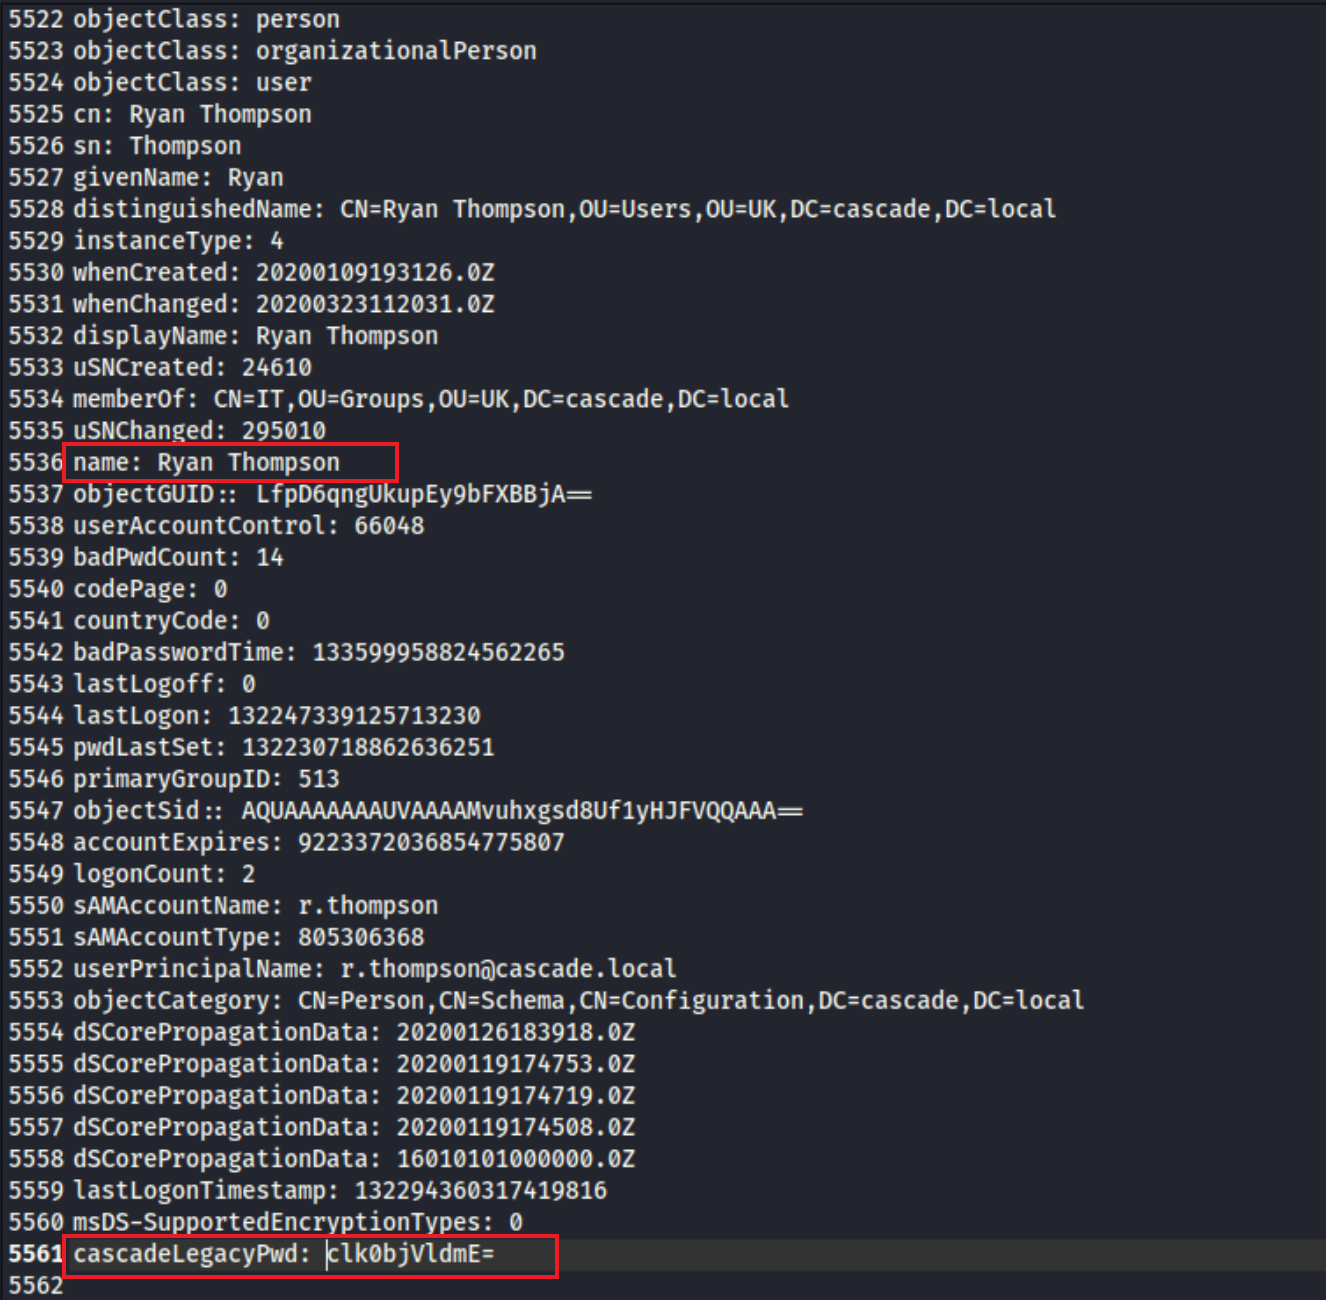 5522 objectClass: person
5523 objectClass: organizationalPerson
5524 objectClass: user
5525 cn: Ryan Thompson
5526 sn: Thompson
5527 givenName: Ryan
5528 distinguishedName: CN=Ryan Thompson,OU=Users,OU=UK,DC=cascade,DC=local
5529 instanceType: 4
5530 whenCreated: 20200109193126.0Z
5531 whenChanged: 20200323112031.0Z
5532 displayName: Ryan Thompson
5533 uSNCreated: 24610
5534 memberOf: CN=IT,OU=Groups,OU=UK,DC=cascade,DC=local
5535 uSNChanged: 295010
5536 name: Ryan Thompson
5537 objectGUID:: LfpD6qngUkupEy9bFXBBjA==
5538 userAccountControl: 66048
5539 badPwdCount: 14
5540 codePage: 0
5541 countryCode: 0
5542 badPasswordTime: 133599958824562265
5543 lastLogoff: 0
5544 lastLogon: 132247339125713230
5545 pwdLastSet: 132230718862636251
5546 primaryGroupID: 513
5547 objectSid:: AQUAAAAAAAUVAAAAMvuhxgsd8Uf1yHJFVQQAAA==
5548 accountExpires: 9223372036854775807
5549 logonCount: 2
5550 sAMAccountName: r.thompson
5551 sAMAccountType: 805306368
5552 userPrincipalName: r.thompson@cascade.local
5553 objectCategory: CN=Person,CN=Schema,CN=Configuration,DC=cascade,DC=local
5554 dSCorePropagationData: 20200126183918.0Z
5555 dSCorePropagationData: 20200119174753.0Z
5556 dSCorePropagationData: 20200119174719.0Z
5557 dSCorePropagationData: 20200119174508.0Z
5558 dSCorePropagationData: 16010101000000.0Z
5559 lastLogonTimestamp: 132294360317419816
5560 msDS-SupportedEncryptionTypes: 0
5561 cascadeLegacyPwd: clk0bjVldmE=
5562